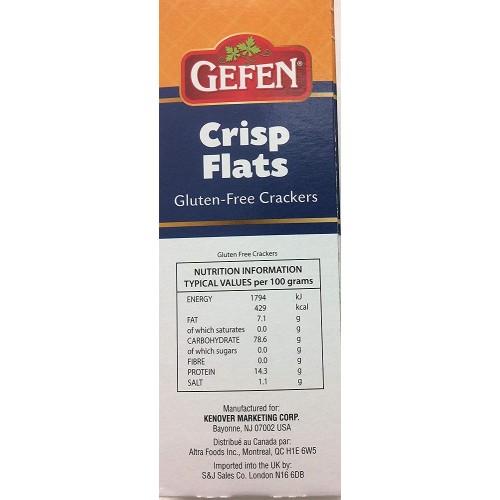 GEFEN®
Crisp
Flats
Gluten-Free Crackers
Gluten Free Crackers
NUTRITION INFORMATION
TYPICAL VALUES per 100 grams
ENERGY 1794 kJ
429 kcal
FAT 7.1 g
of which saturates 0.0 g
CARBOHYDRATE 78.6 g
of which sugars 0.0 g
FIBRE 0.0 g
PROTEIN 14.3 g
SALT 1.1 g
Manufactured for:
KENOVER MARKETING CORP.
Bayonne, NJ 07002 USA
Distribué au Canada par:
Altra Foods Inc., Montreal, QC H1E 6W5
Imported into the UK by:
S&J Sales Co. London N16 6DB